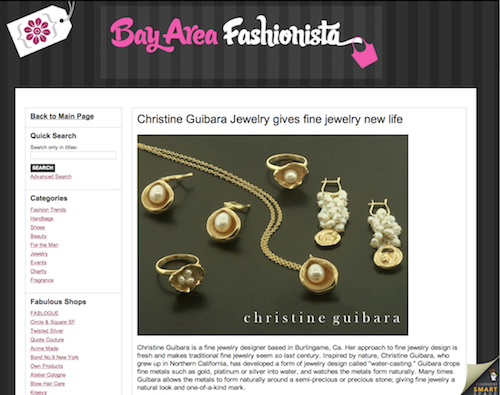 Bay Area Fashionista
Back to Main Page
Quick Search
Search only in titles:
SEARCH
Advanced Search
Categories
Fashion Trends
Handbags
Shoes
Beauty
For the Men
Jewelry
Events
Charity
Fragrance
Fabulous Shops
FABLOGUE
Circle & Square SF
Twisted Silver
Quote Couture
Acme Made
Bond No.9 New York
Own Products
Atelier Cologne
Blow Hair Care
Kreeya
Christine Guibara Jewelry gives fine jewelry new life
christine guibara
Christine Guibara is a fine jewelry designer based in Burlingame, Ca. Her approach to fine jewelry design is
fresh and makes traditional fine jewelry seem so last century. Inspired by nature, Christine Guibara, who
grew up in Northern California, has developed a form of jewelry design called "water-casting." Guibara drops
fine metals such as gold, platinum or silver into water, and watches the metals form naturally. Many times
Guibara allows the metals to form naturally around a semi-precious or precious stone; giving fine jewelry a
natural look and one-of-a-kind mark.
SMART